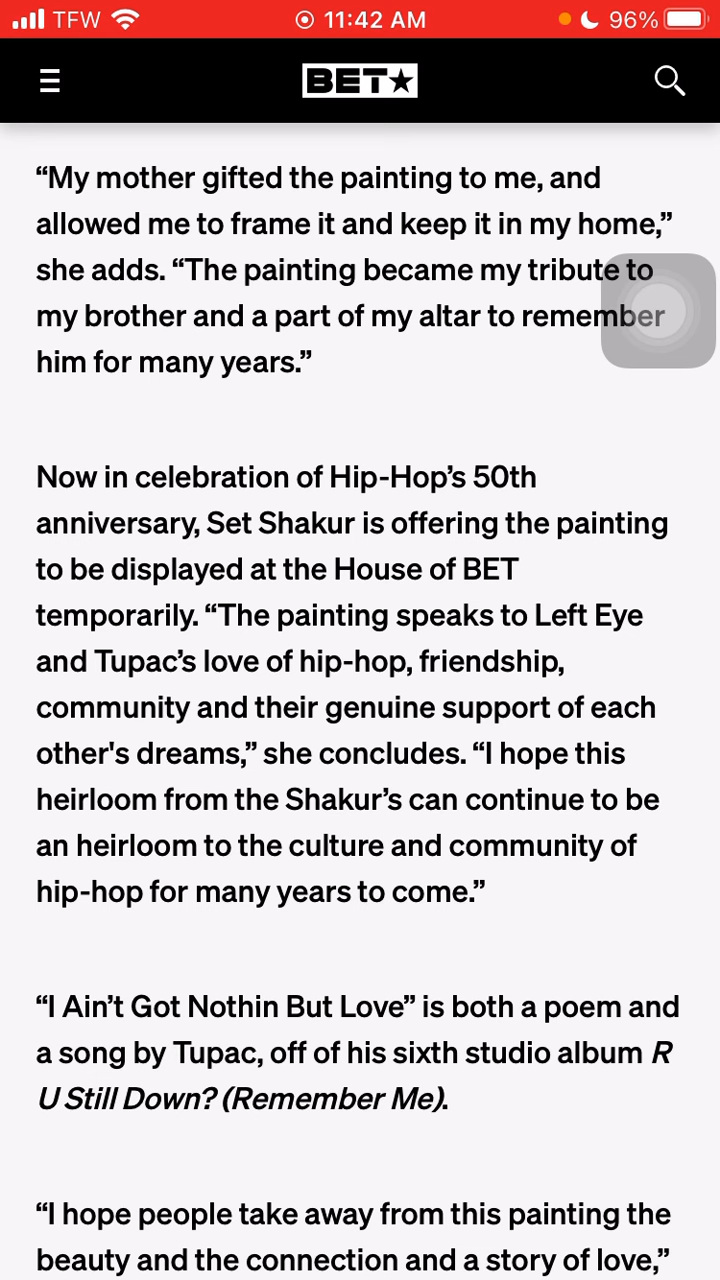 TFW 11:42 AM 96%
BET
“My mother gifted the painting to me, and
allowed me to frame it and keep it in my home,”
she adds. “The painting became my tribute to
my brother and a part of my altar to remember
him for many years.”
Now in celebration of Hip-Hop’s 50th
anniversary, Set Shakur is offering the painting
to be displayed at the House of BET
temporarily. “The painting speaks to Left Eye
and Tupac’s love of hip-hop, friendship,
community and their genuine support of each
other's dreams,” she concludes. “I hope this
heirloom from the Shakur’s can continue to be
an heirloom to the culture and community of
hip-hop for many years to come.”
“I Ain’t Got Nothin But Love” is both a poem and
a song by Tupac, off of his sixth studio album R
U Still Down? (Remember Me).
“I hope people take away from this painting the
beauty and the connection and a story of love,”